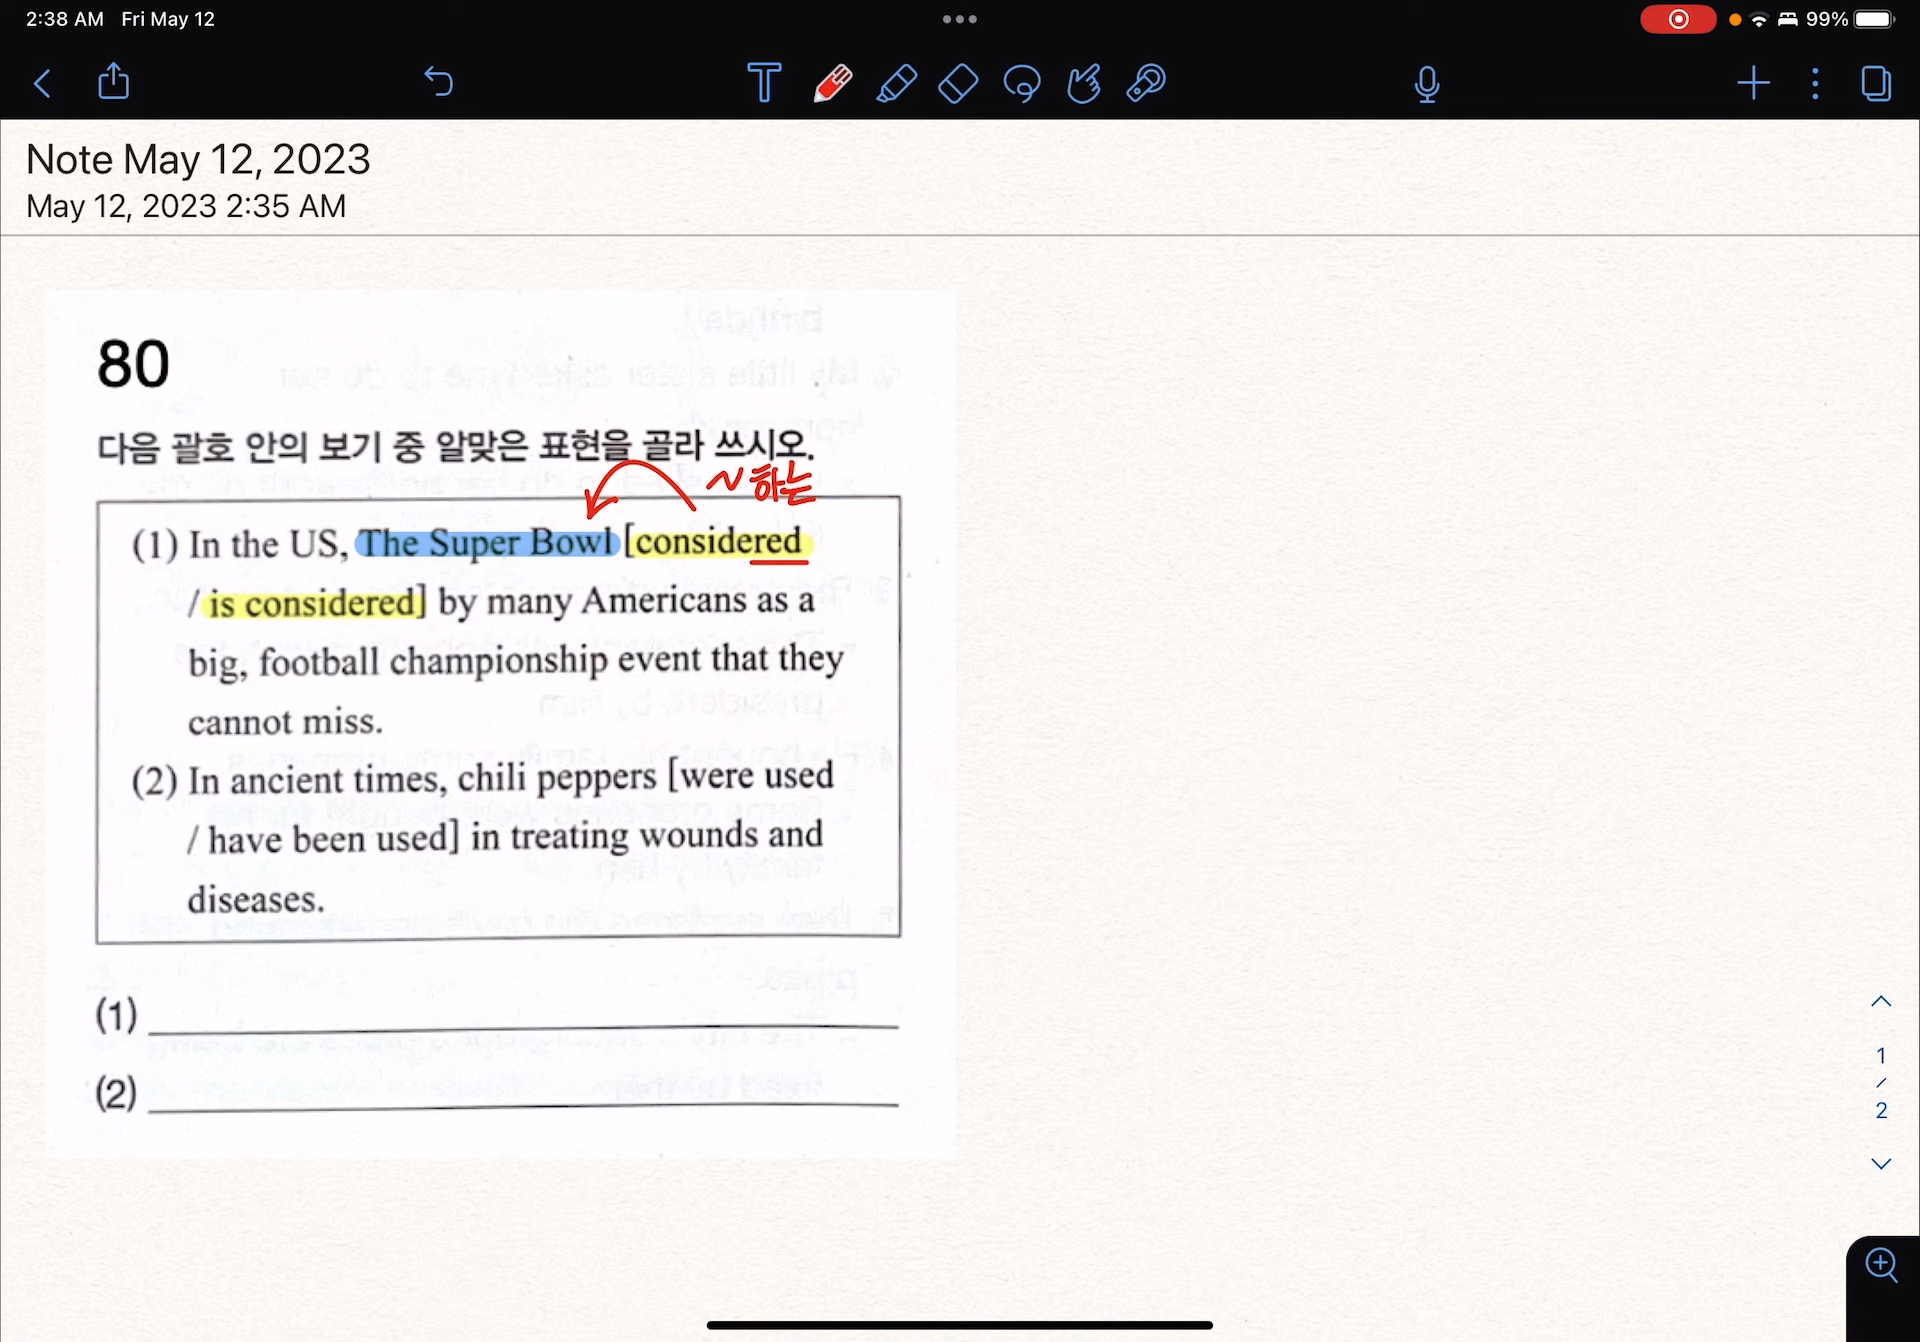 2:38 AM Fri May 12
99%
Note May 12, 2023
May 12, 2023 2:35 AM
80
다음 괄호 안의 보기 중 알맞은 표현을 골라 쓰시오.
~하는
(1) In the US, The Super Bowl [considered
/ is considered] by many Americans as a
big, football championship event that they
cannot miss.
(2) In ancient times, chili peppers [were used
/ have been used] in treating wounds and
diseases.
(1)
(2)
1
/
2